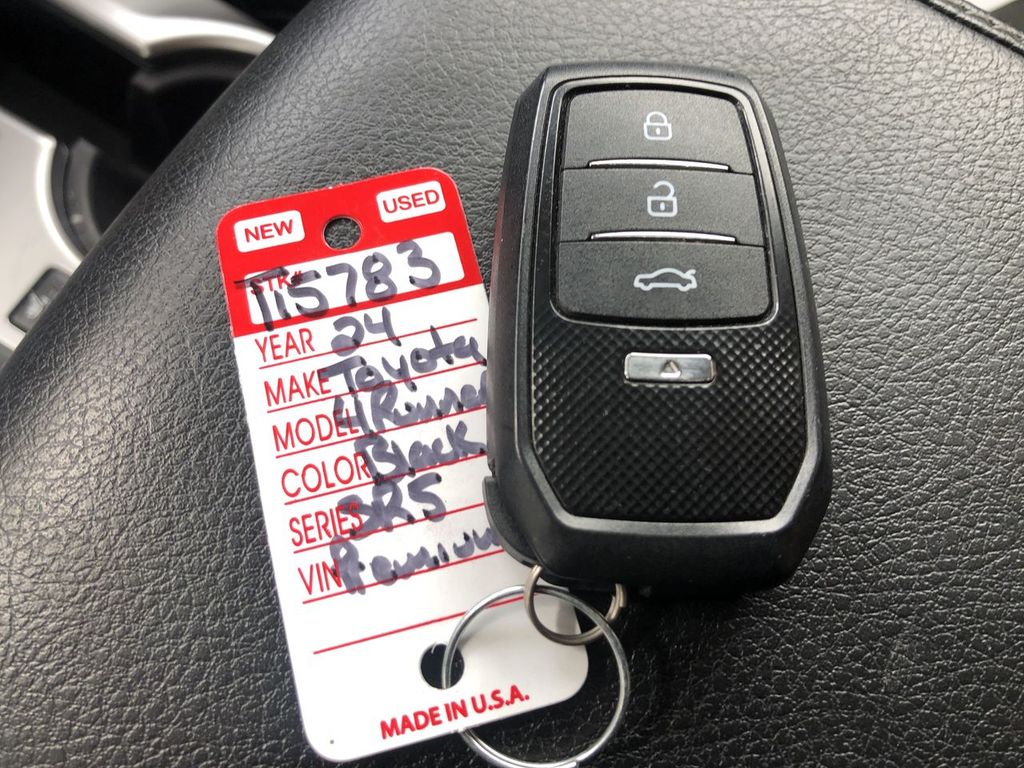 NEW USED
STK# T15783
YEAR 24
MAKE Toyota
MODEL 4Runner
COLOR Black
SERIES SR5
VIN Premium
MADE IN U.S.A.